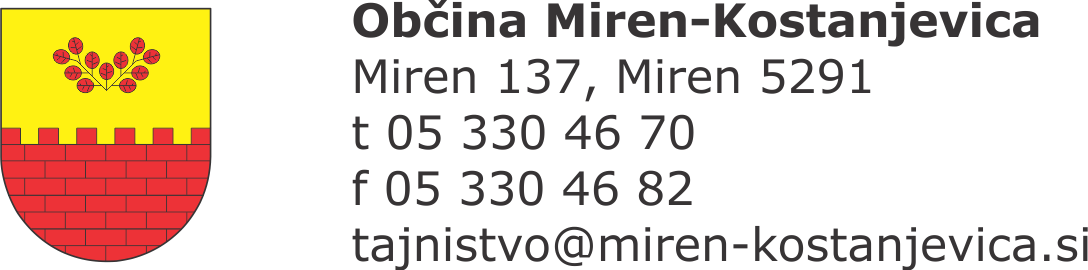 Občina Miren-Kostanjevica
Miren 137, Miren 5291
t 05 330 46 70
f 05 330 46 82
tajnistvo@miren-kostanjevica.si